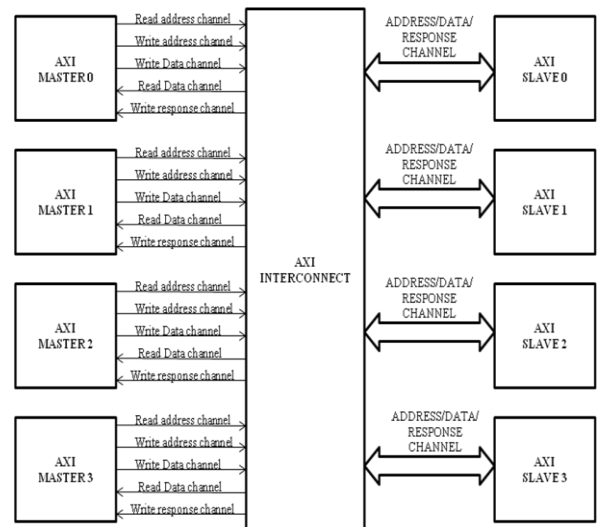 Read address channel
Write address channel
Write Data channel
Read Data channel
Write response channel
AXI
MASTER 0
ADDRESS/DATA/
RESPONSE
CHANNEL
AXI
SLAVE 0
Read address channel
Write address channel
Write Data channel
Read Data channel
Write response channel
AXI
MASTER 1
ADDRESS/DATA/
RESPONSE
CHANNEL
AXI
SLAVE 1
AXI
INTERCONNECT
Read address channel
Write address channel
Write Data channel
Read Data channel
Write response channel
AXI
MASTER 2
ADDRESS/DATA/
RESPONSE
CHANNEL
AXI
SLAVE 2
Read address channel
Write address channel
Write Data channel
Read Data channel
Write response channel
AXI
MASTER 3
ADDRESS/DATA/
RESPONSE
CHANNEL
AXI
SLAVE 3